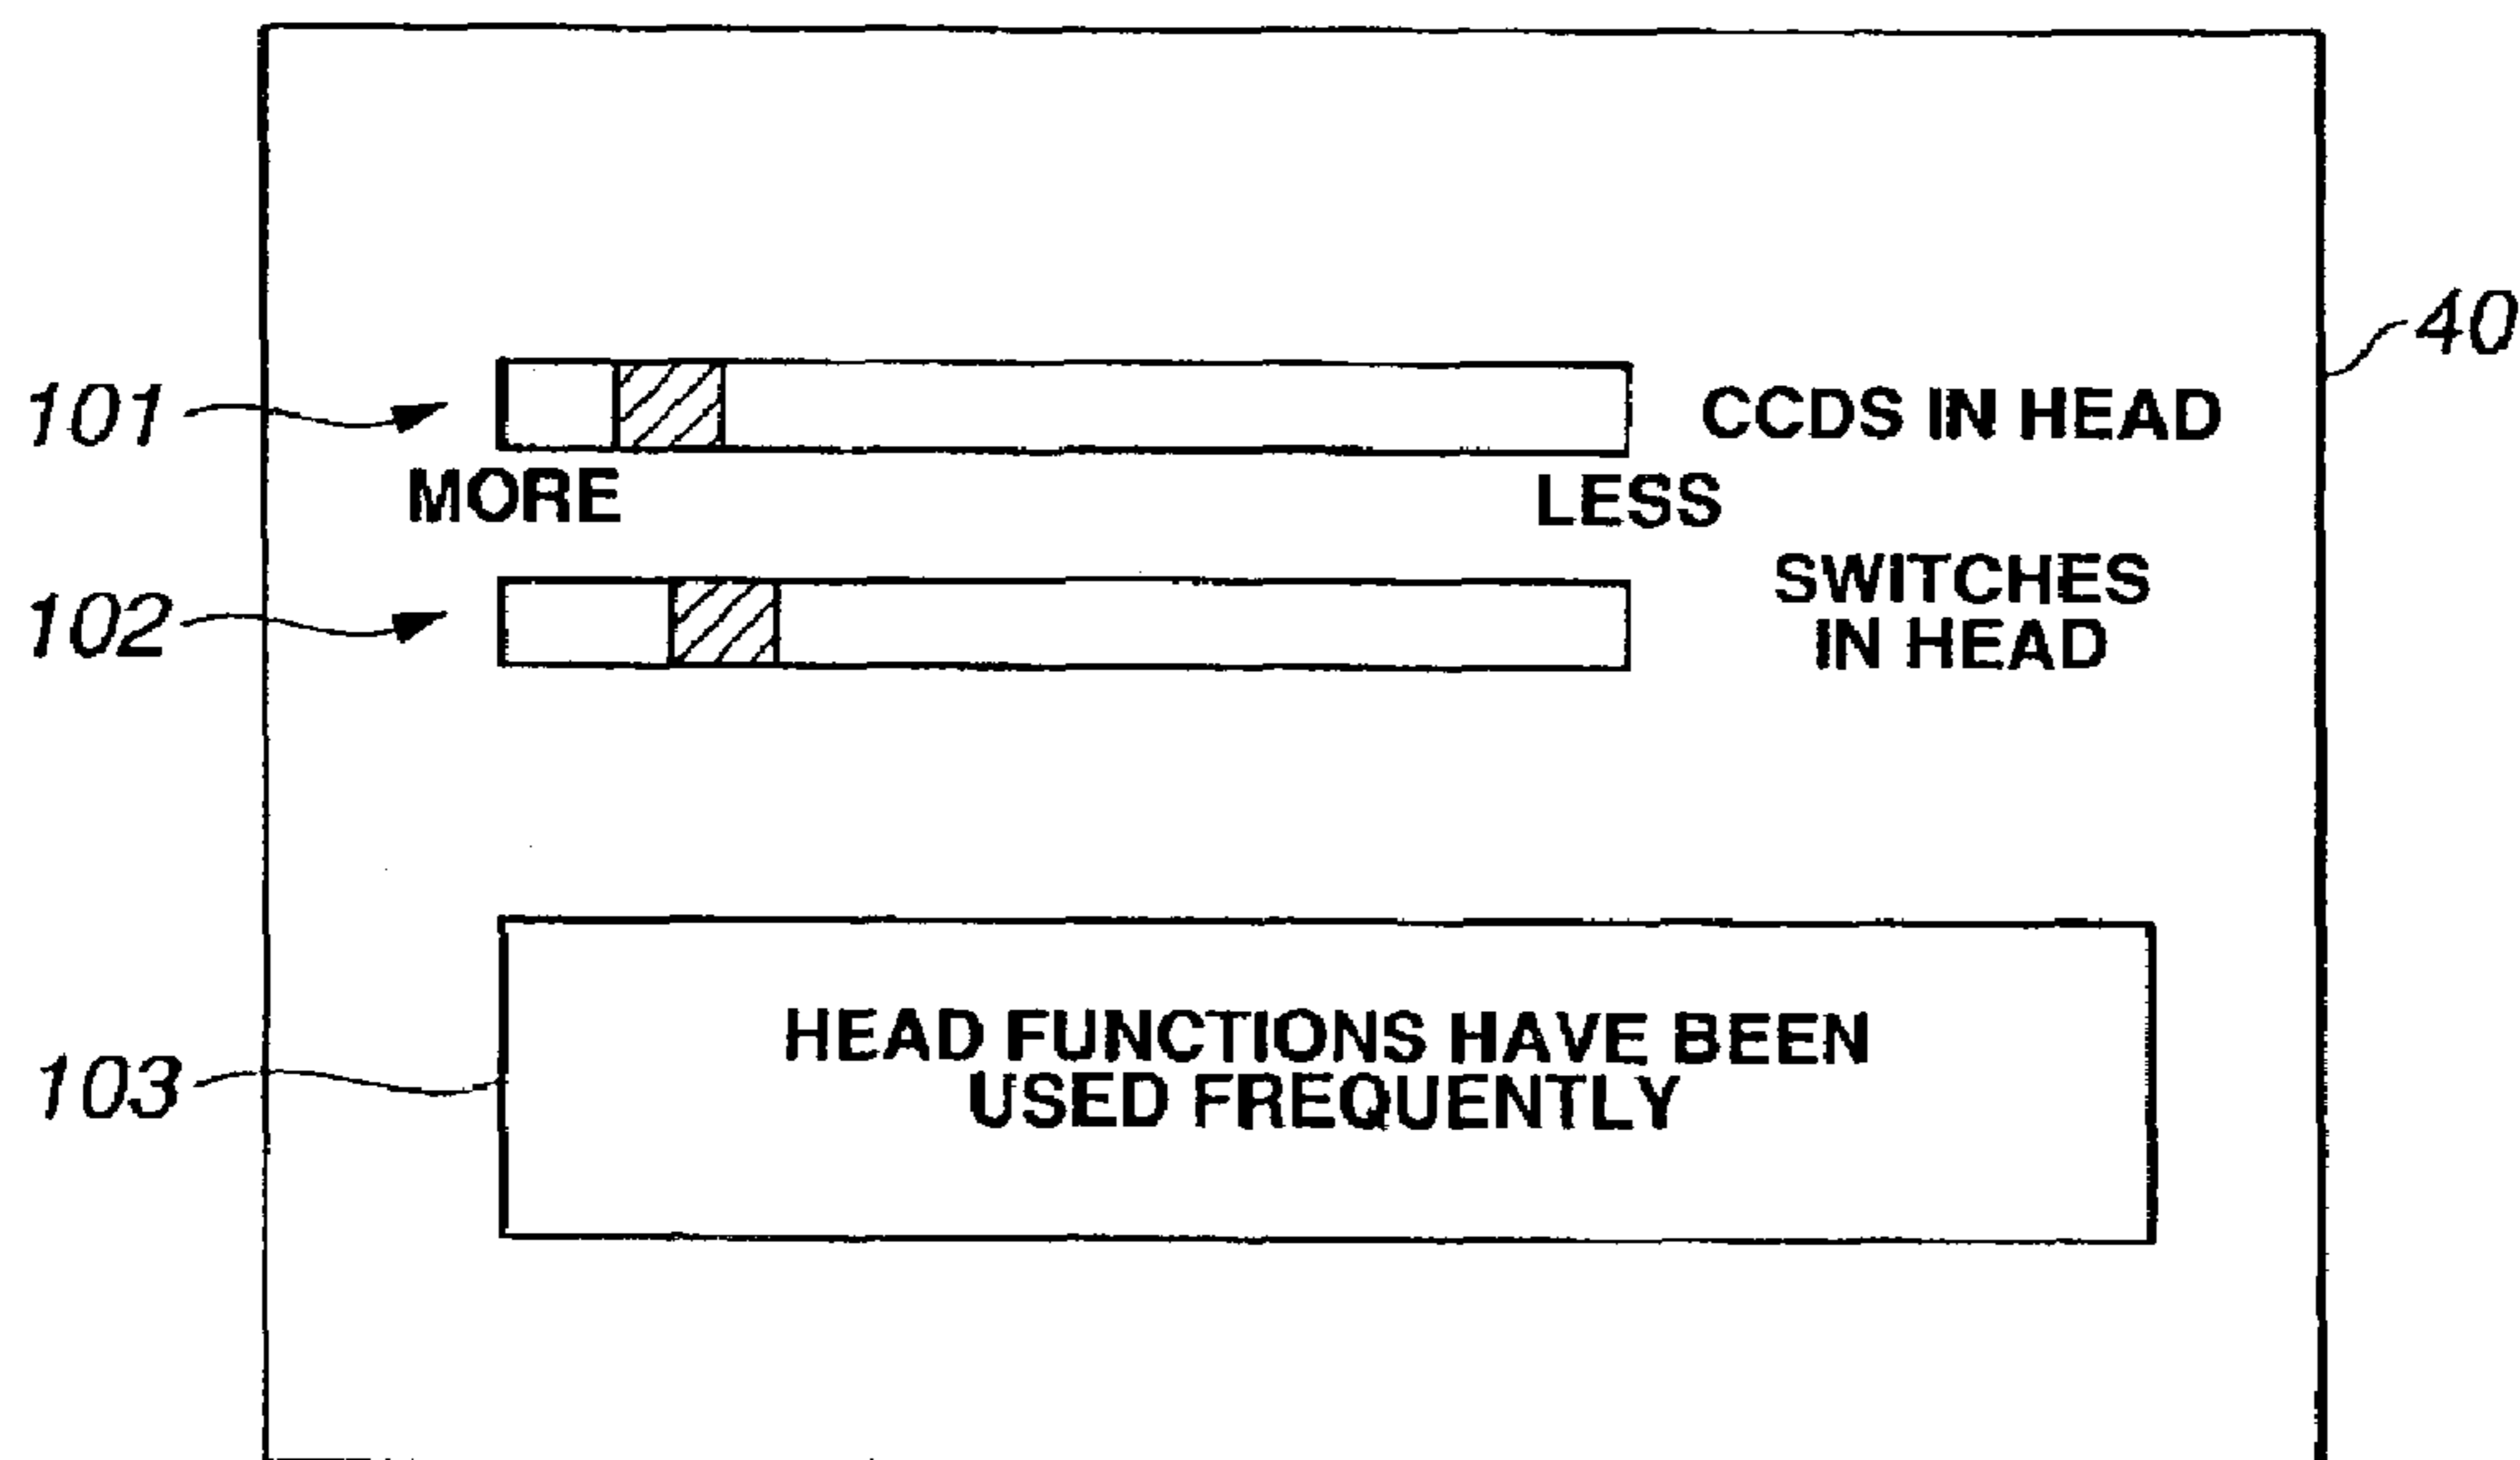 40
101
CCDS IN HEAD
MORE
LESS
102
SWITCHES
IN HEAD
103
HEAD FUNCTIONS HAVE BEEN
USED FREQUENTLY